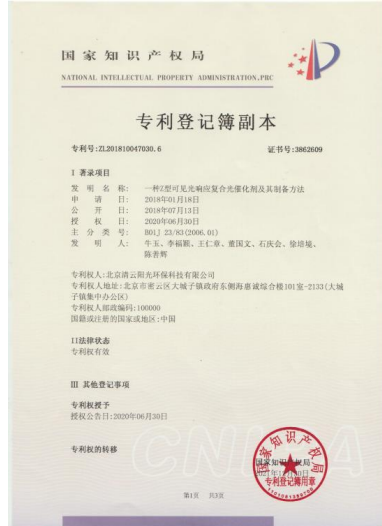 国家知识产权局
NATIONAL INTELLECTUAL PROPERTY ADMINISTRATION,PRC
专利登记簿副本
专利号:ZL201810047030.6 证书号:3862609
I 著录项目
发明名称: 一种Z型可见光响应复合光催化剂及其制备方法
申请日: 2018年01月18日
公开日: 2018年07月13日
授权日: 2020年06月30日
主分类号: B01J 23/83(2006.01)
发明人: 牛玉、李福颖、王仁章、董国文、石庆会、徐培境、
陈善辉
专利权人:北京清云阳光环保科技有限公司
专利权人地址:北京市密云区大城子镇政府东侧海惠诚综合楼101室-2133(大城
子镇集中办公区)
专利权人邮政编码:100000
国籍或注册的国家或地区:中国
II法律状态
专利权有效
III 其他登记事项
专利权授予
授权公告日:2020年06月30日
专利权的转移
CNIPA
国家知识产权局
专利登记簿用章
第1页 共3页